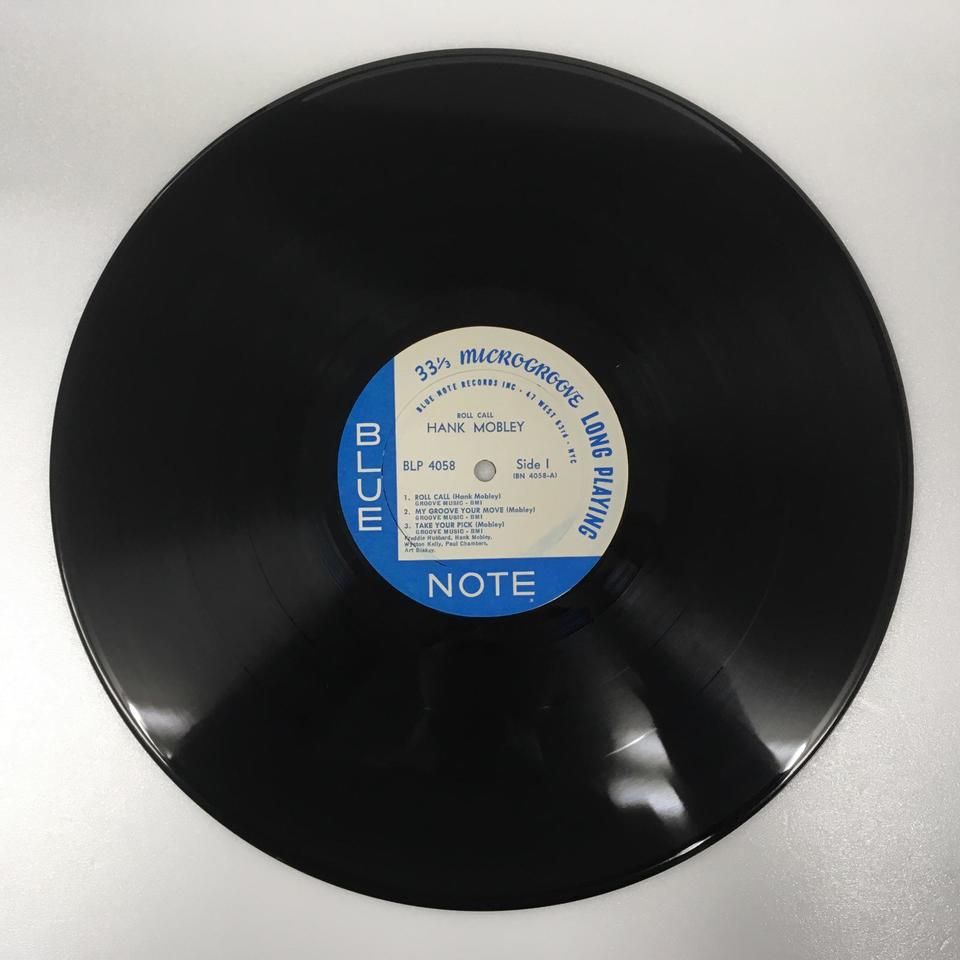 33⅓ MICROGROOVE LONG PLAYING
BLUE NOTE RECORDS INC · 47 WEST 63rd · NYC
ROLL CALL
HANK MOBLEY
BLP 4058
Side I
(BN 4058-A)
1. ROLL CALL (Hank Mobley)
GROOVE MUSIC - BMI
2. MY GROOVE YOUR MOVE (Mobley)
GROOVE MUSIC - BMI
3. TAKE YOUR PICK (Mobley)
GROOVE MUSIC - BMI
Freddie Hubbard, Hank Mobley,
Wynton Kelly, Paul Chambers,
Art Blakey.
BLUE
NOTE®